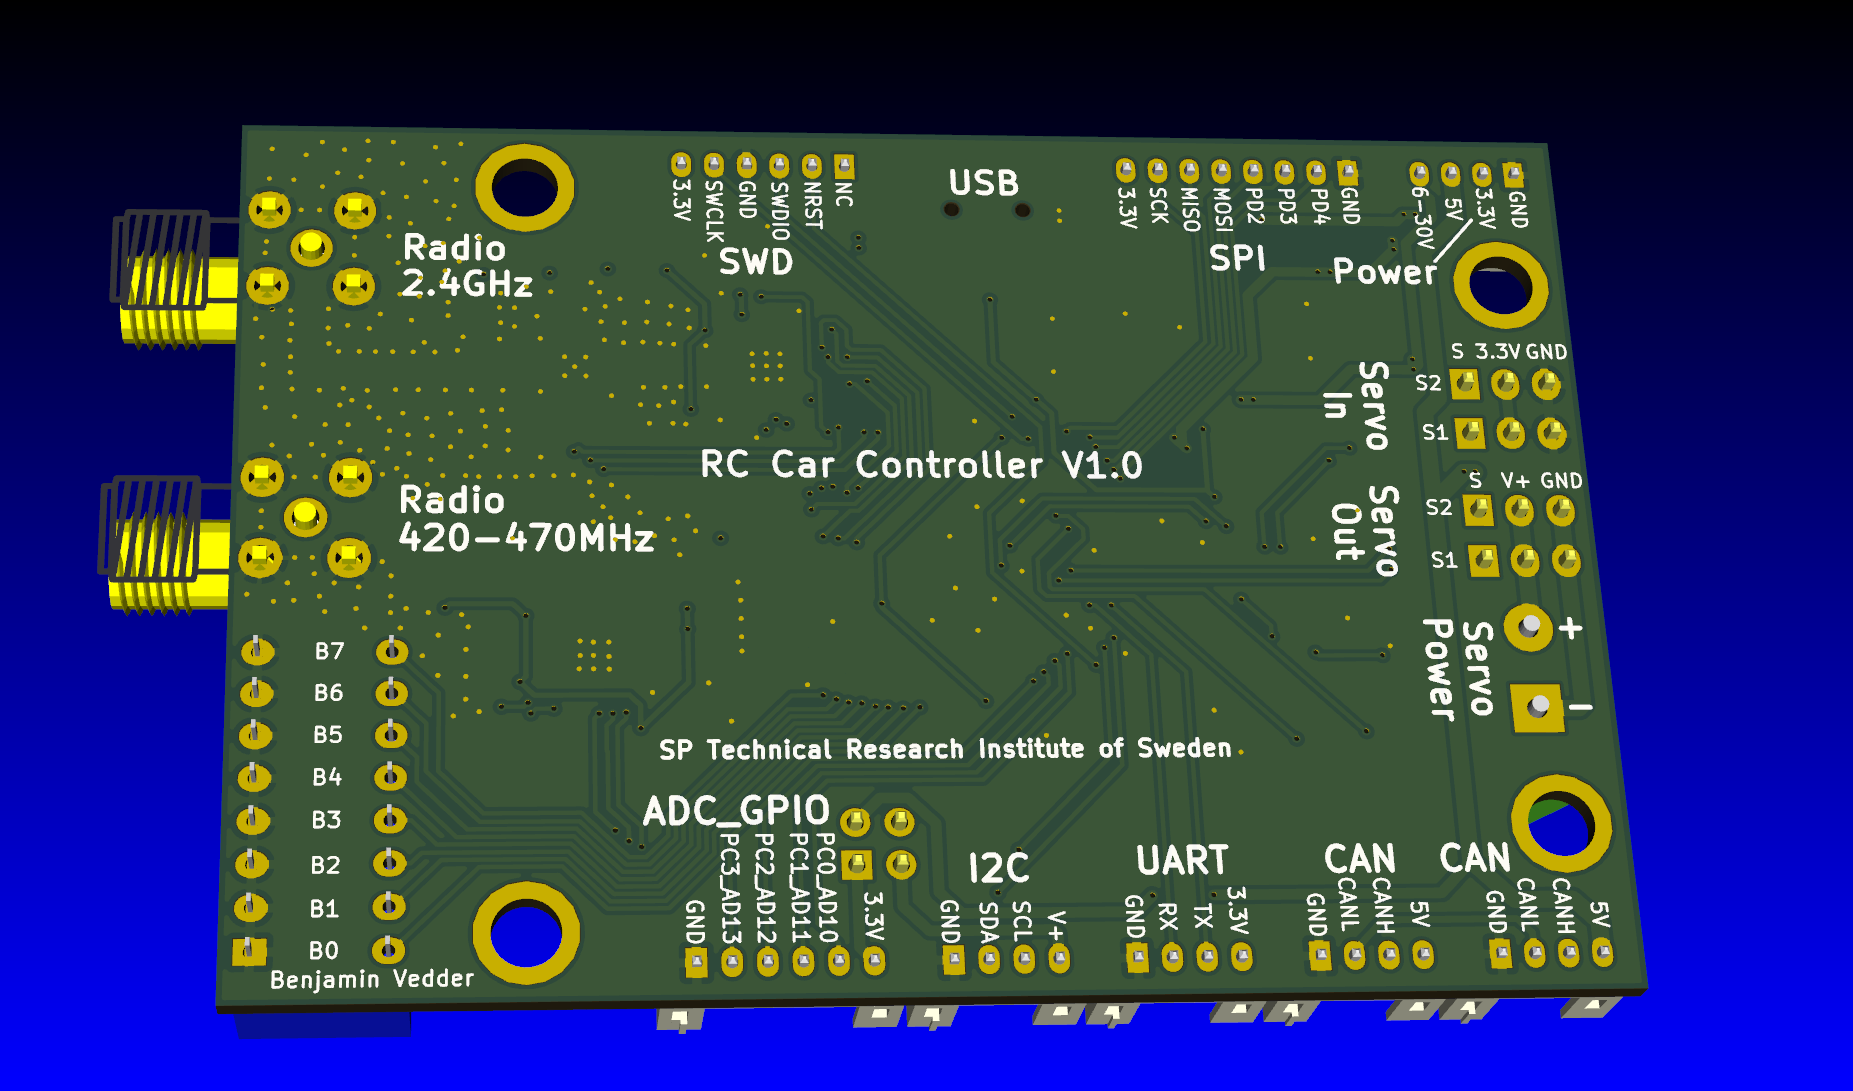 3.3V
SWCLK
GND
SWDIO
NRST
NC
SWD
USB
3.3V
SCK
MISO
MOSI
PD2
PD3
PD4
GND
SPI
6-30V
5V
3.3V
GND
Power
Radio
2.4GHz
S 3.3V GND
S2
S1
Servo
In
RC Car Controller V1.0
Radio
420-470MHz
S V+ GND
S2
S1
Servo
Out
Servo
Power
+
-
B7
B6
B5
B4
B3
B2
B1
B0
Benjamin Vedder
SP Technical Research Institute of Sweden
ADC_GPIO
GND
PC3_AD13
PC2_AD12
PC1_AD11
PC0_AD10
3.3V
I2C
GND
SDA
SCL
V+
UART
GND
RX
TX
3.3V
CAN
GND
CANL
CANH
5V
CAN
GND
CANL
CANH
5V